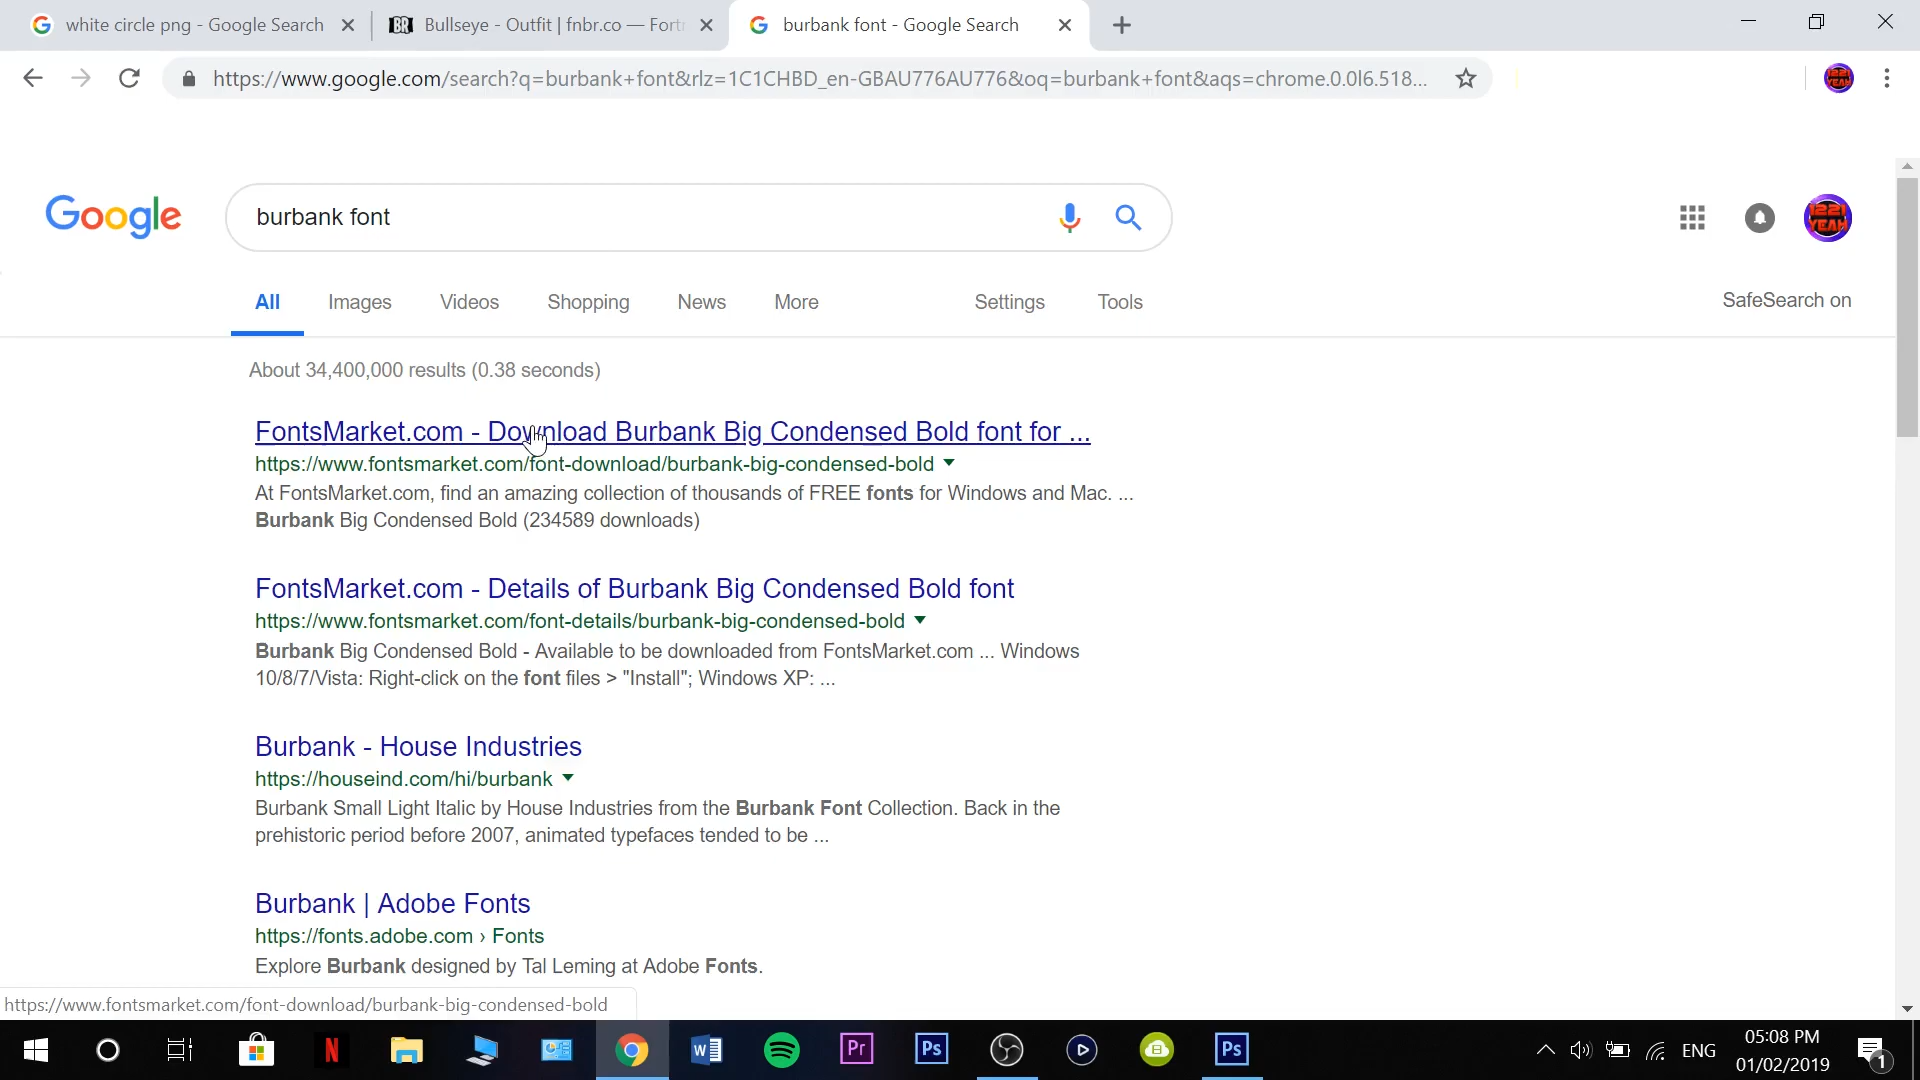 white circle png - Google Search
BR
Bullseye - Outfit | fnbr.co — Fortn
burbank font - Google Search
https://www.google.com/search?q=burbank+font&rlz=1C1CHBD_en-GBAU776AU776&oq=burbank+font&aqs=chrome.0.0l6.518...
Google
burbank font
1221
YEAH
All
Images
Videos
Shopping
News
More
Settings
Tools
SafeSearch on
About 34,400,000 results (0.38 seconds)
FontsMarket.com - Download Burbank Big Condensed Bold font for ...
https://www.fontsmarket.com/font-download/burbank-big-condensed-bold
At FontsMarket.com, find an amazing collection of thousands of FREE fonts for Windows and Mac. ...
Burbank Big Condensed Bold (234589 downloads)
FontsMarket.com - Details of Burbank Big Condensed Bold font
https://www.fontsmarket.com/font-details/burbank-big-condensed-bold
Burbank Big Condensed Bold - Available to be downloaded from FontsMarket.com ... Windows
10/8/7/Vista: Right-click on the font files > "Install"; Windows XP: ...
Burbank - House Industries
https://houseind.com/hi/burbank
Burbank Small Light Italic by House Industries from the Burbank Font Collection. Back in the
prehistoric period before 2007, animated typefaces tended to be ...
Burbank | Adobe Fonts
https://fonts.adobe.com › Fonts
Explore Burbank designed by Tal Leming at Adobe Fonts.
https://www.fontsmarket.com/font-download/burbank-big-condensed-bold
N
W
Pr
Ps
Ps
ENG
05:08 PM
01/02/2019
1